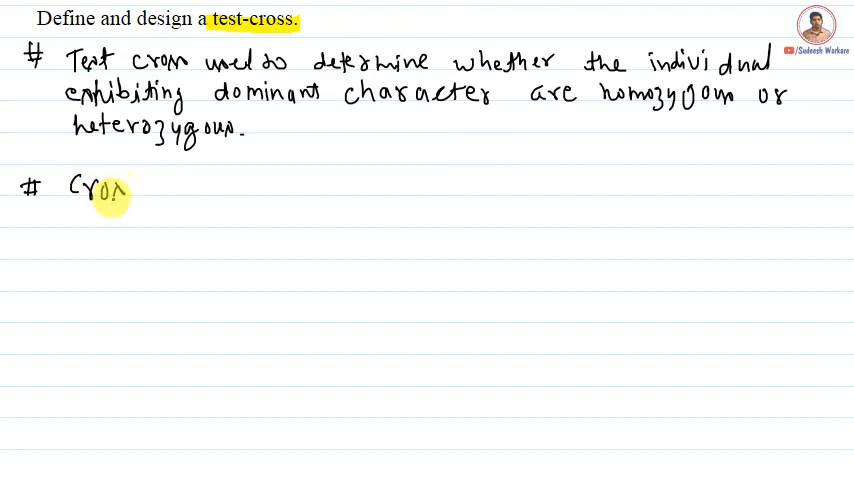 Define and design a test-cross.
/Sudeesh Warkare
# Test cross used to determine whether the individual
exhibiting dominant character are homozygous or
heterozygous.
# Cros